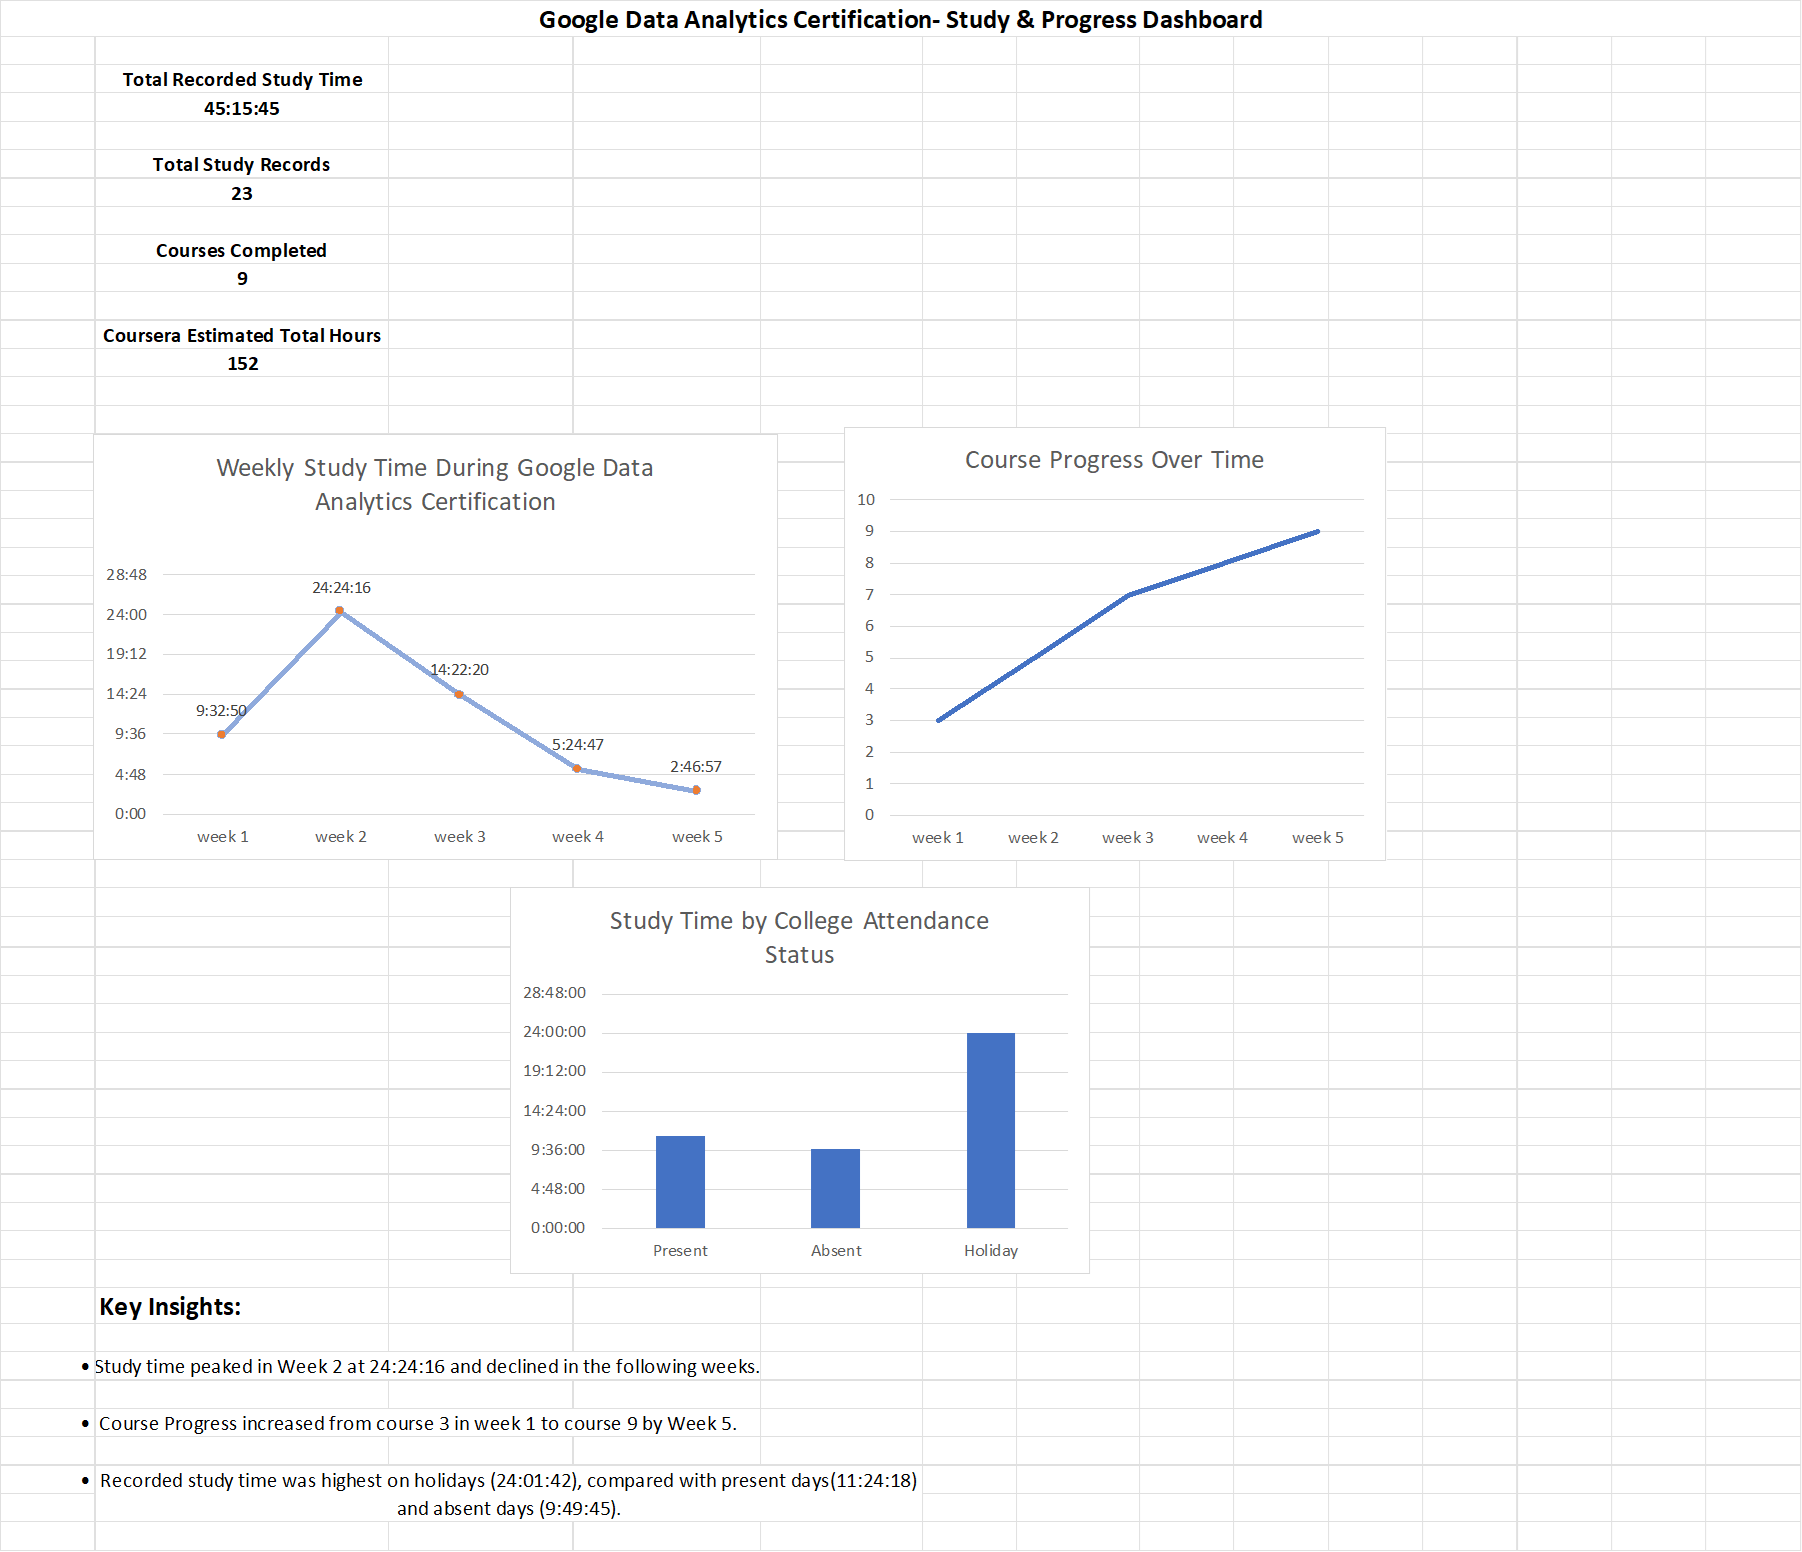 Google Data Analytics Certification- Study & Progress Dashboard
Total Recorded Study Time
45:15:45
Total Study Records
23
Courses Completed
9
Coursera Estimated Total Hours
152
Weekly Study Time During Google Data
Analytics Certification
28:48
24:00
19:12
14:24
9:36
4:48
0:00
9:32:50
24:24:16
14:22:20
5:24:47
2:46:57
week 1
week 2
week 3
week 4
week 5
Course Progress Over Time
10
9
8
7
6
5
4
3
2
1
0
week 1
week 2
week 3
week 4
week 5
Study Time by College Attendance
Status
28:48:00
24:00:00
19:12:00
14:24:00
9:36:00
4:48:00
0:00:00
Present
Absent
Holiday
Key Insights:
• Study time peaked in Week 2 at 24:24:16 and declined in the following weeks.
• Course Progress increased from course 3 in week 1 to course 9 by Week 5.
• Recorded study time was highest on holidays (24:01:42), compared with present days(11:24:18)
and absent days (9:49:45).